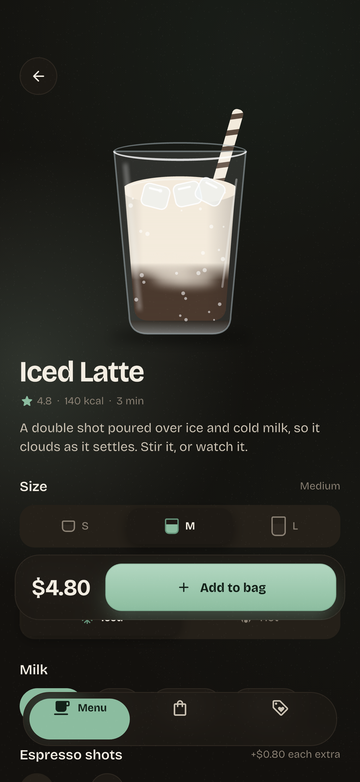 Iced Latte
4.8 · 140 kcal · 3 min
A double shot poured over ice and cold milk, so it
clouds as it settles. Stir it, or watch it.
Size
Medium
S
M
L
$4.80
+ Add to bag
Milk
Menu
Espresso shots
+$0.80 each extra